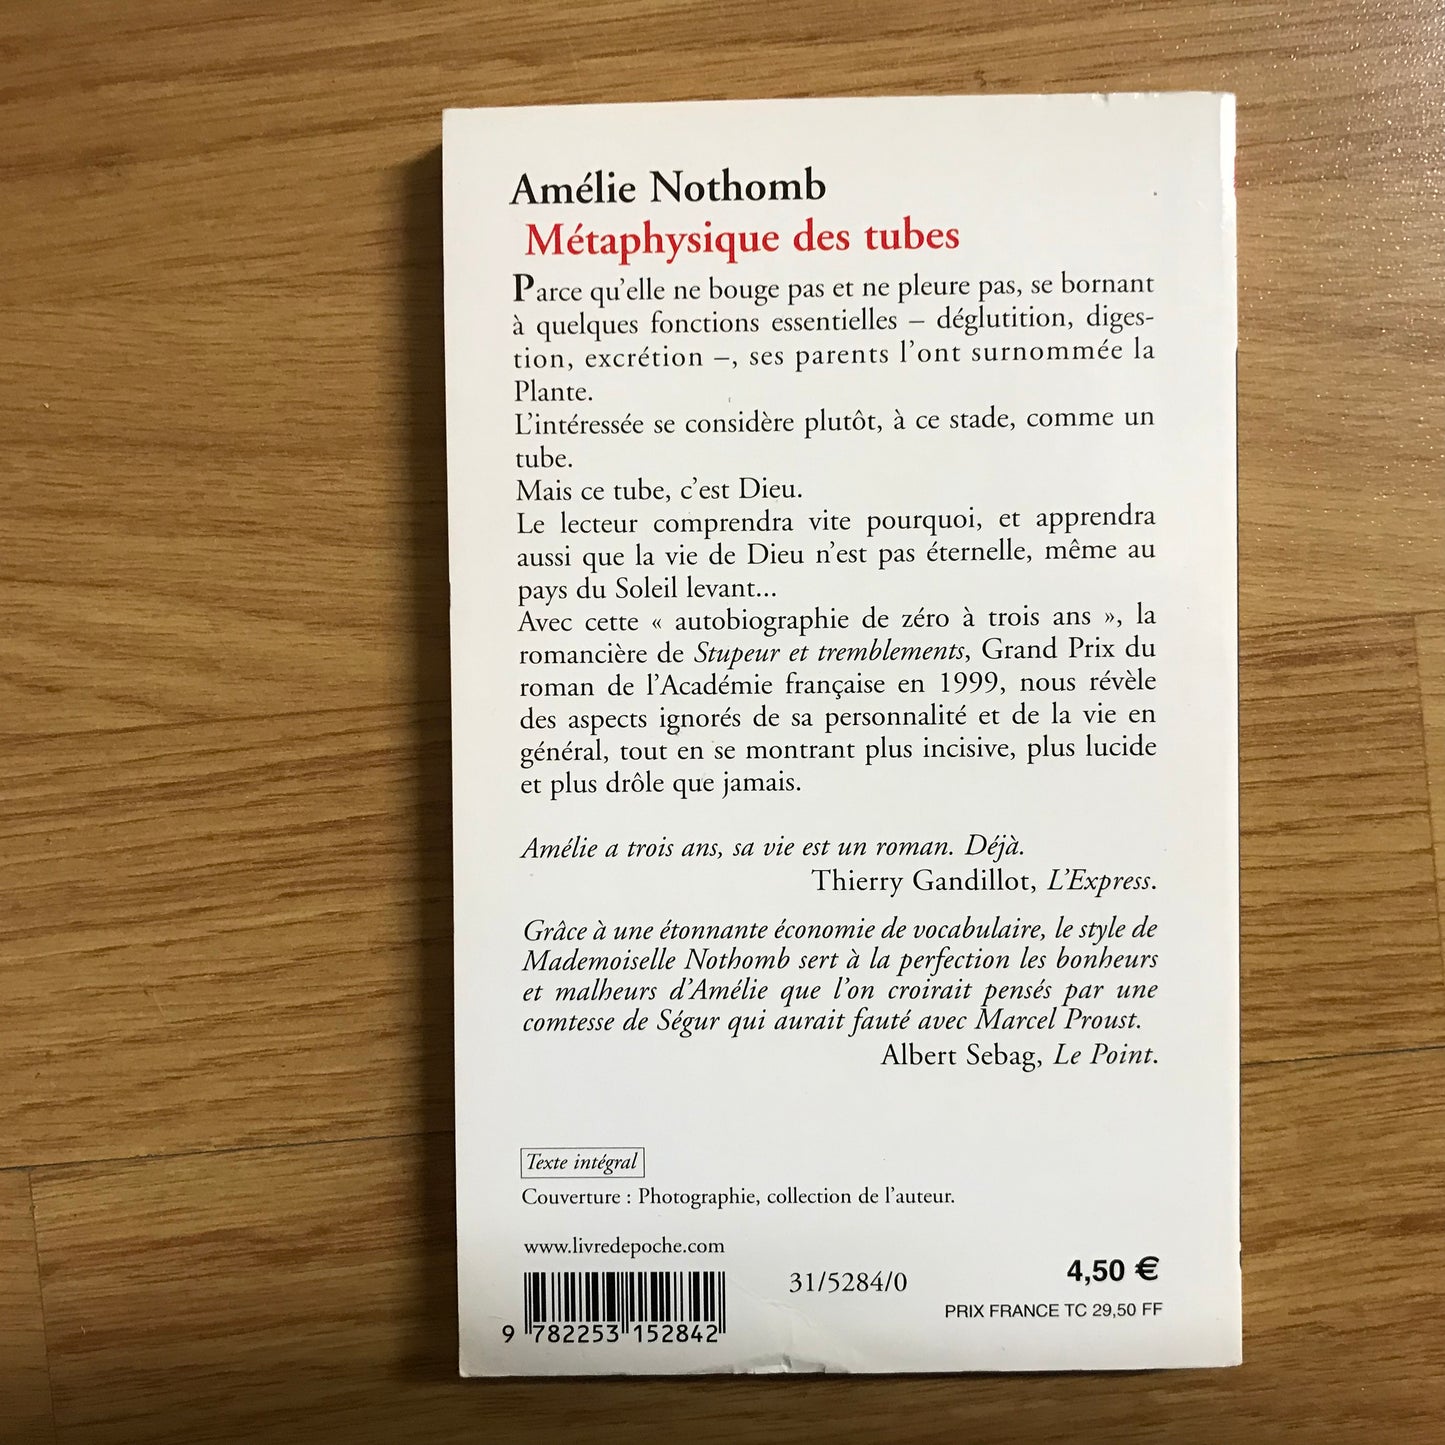 Amélie Nothomb
Métaphysique des tubes
Parce qu'elle ne bouge pas et ne pleure pas, se bornant
à quelques fonctions essentielles – déglutition, diges-
tion, excrétion –, ses parents l'ont surnommée la
Plante.
L'intéressée se considère plutôt, à ce stade, comme un
tube.
Mais ce tube, c'est Dieu.
Le lecteur comprendra vite pourquoi, et apprendra
aussi que la vie de Dieu n'est pas éternelle, même au
pays du Soleil levant...
Avec cette « autobiographie de zéro à trois ans », la
romancière de Stupeur et tremblements, Grand Prix du
roman de l'Académie française en 1999, nous révèle
des aspects ignorés de sa personnalité et de la vie en
général, tout en se montrant plus incisive, plus lucide
et plus drôle que jamais.
Amélie a trois ans, sa vie est un roman. Déjà.
Thierry Gandillot, L'Express.
Grâce à une étonnante économie de vocabulaire, le style de
Mademoiselle Nothomb sert à la perfection les bonheurs
et malheurs d'Amélie que l'on croirait pensés par une
comtesse de Ségur qui aurait fauté avec Marcel Proust.
Albert Sebag, Le Point.
Texte intégral
Couverture : Photographie, collection de l'auteur.
www.livredepoche.com
31/5284/0
4,50 €
PRIX FRANCE TC 29,50 FF
9 782253 152842